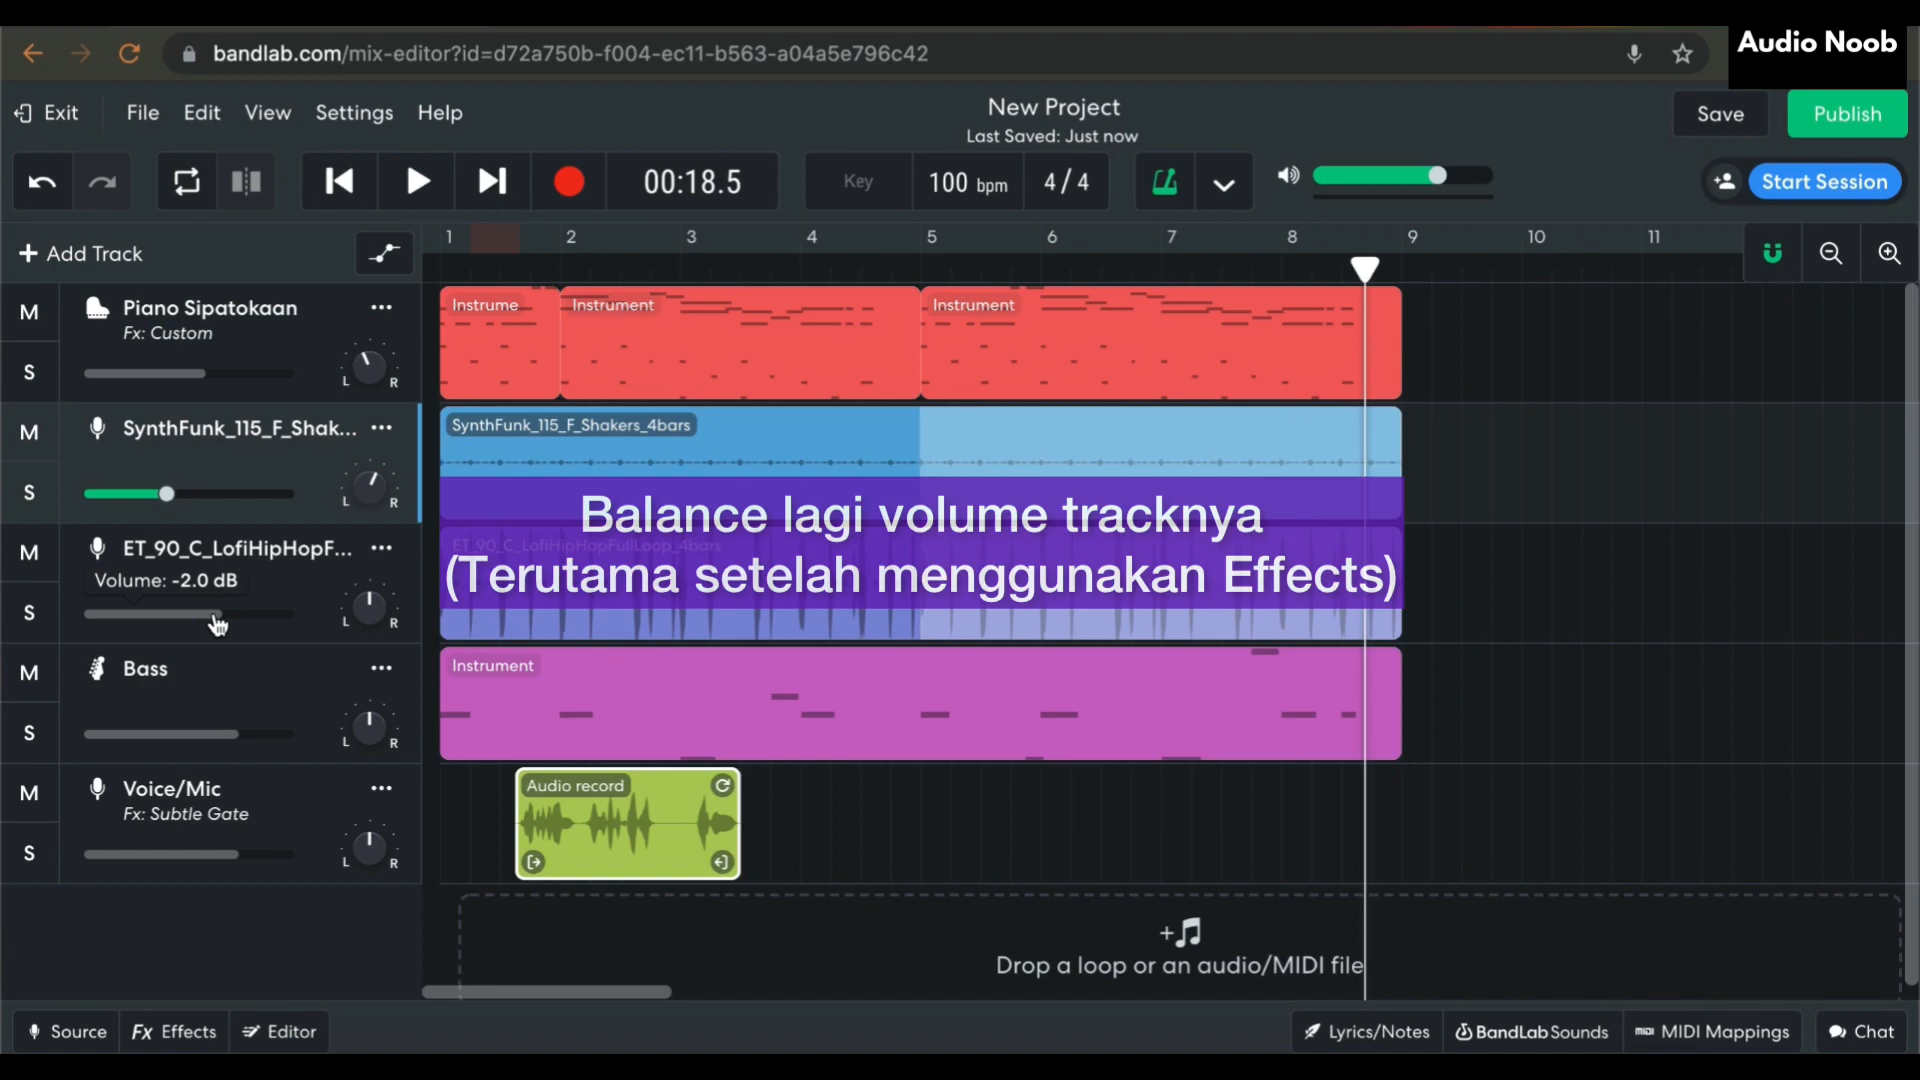 Audio Noob
bandlab.com/mix-editor?id=d72a750b-f004-ec11-b563-a04a5e796c42
Exit File Edit View Settings Help
New Project
Last Saved: Just now
Save Publish
00:18.5 Key 100 bpm 4/4 Start Session
+ Add Track 1 2 3 4 5 6 7 8 9 10 11
M Piano Sipatokaan ...
Fx: Custom
S L R
Instrume Instrument Instrument
M SynthFunk_115_F_Shak... ...
S L R
SynthFunk_115_F_Shakers_4bars
M ET_90_C_LofiHipHopF... ...
Volume: -2.0 dB
S L R
ET_90_C_LofiHipHopFullLoop_4bars
Balance lagi volume tracknya
(Terutama setelah menggunakan Effects)
M Bass ...
S L R
Instrument
M Voice/Mic ...
Fx: Subtle Gate
S L R
Audio record
Drop a loop or an audio/MIDI file
Source Fx Effects Editor Lyrics/Notes BandLab Sounds MIDI Mappings Chat